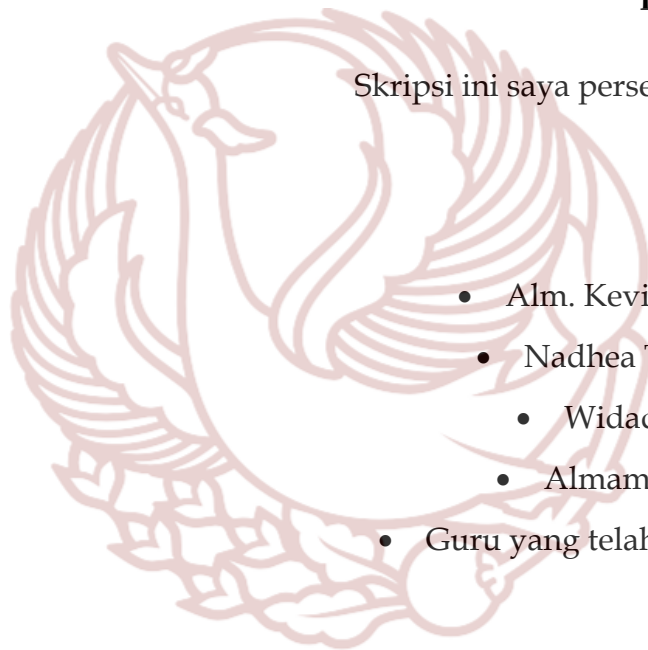 Skripsi ini saya perse
• Alm. Kevi
• Nadhea
• Widad
• Almam
• Guru yang telah